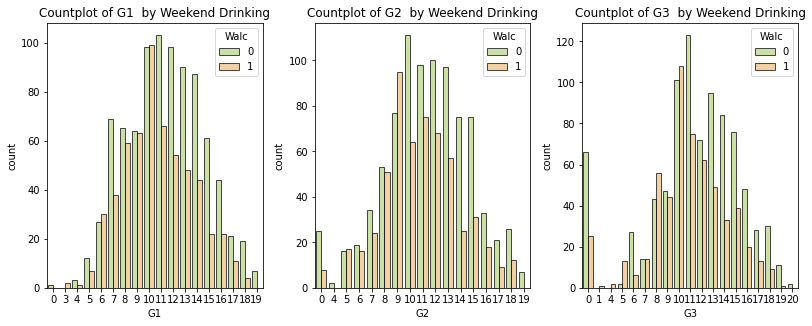 Countplot of G1  by Weekend Drinking
Walc
0
1
count
100
80
60
40
20
0
0 3 4 5 6 7 8 9 10 11 12 13 14 15 16 17 18 19
G1
Countplot of G2  by Weekend Drinking
Walc
0
1
count
100
80
60
40
20
0
0 4 5 6 7 8 9 10 11 12 13 14 15 16 17 18 19
G2
Countplot of G3  by Weekend Drinking
Walc
0
1
count
120
100
80
60
40
20
0
0 1 4 5 6 7 8 9 10 11 12 13 14 15 16 17 18 19 20
G3